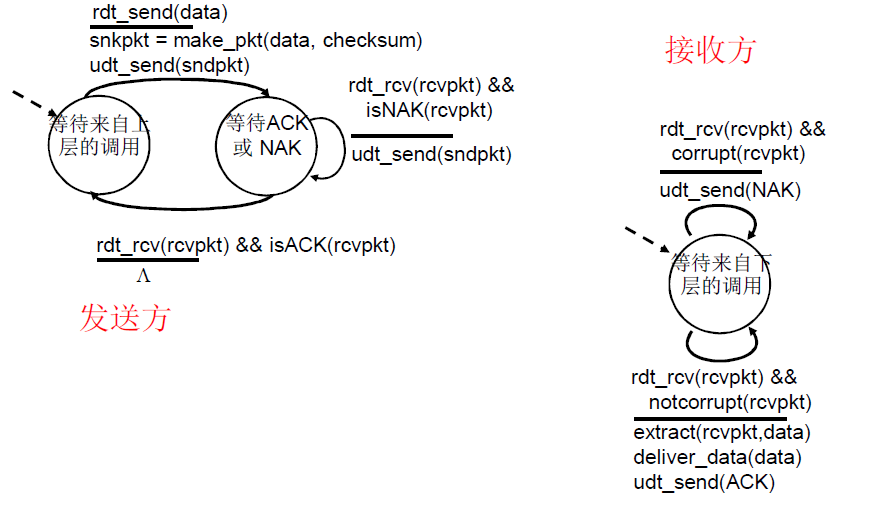 rdt_send(data)
snkpkt = make_pkt(data, checksum)
udt_send(sndpkt)
等待来自上
层的调用
等待ACK
或 NAK
rdt_rcv(rcvpkt) &&
isNAK(rcvpkt)
udt_send(sndpkt)
rdt_rcv(rcvpkt) && isACK(rcvpkt)
Λ
发送方
接收方
rdt_rcv(rcvpkt) &&
corrupt(rcvpkt)
udt_send(NAK)
等待来自下
层的调用
rdt_rcv(rcvpkt) &&
notcorrupt(rcvpkt)
extract(rcvpkt,data)
deliver_data(data)
udt_send(ACK)